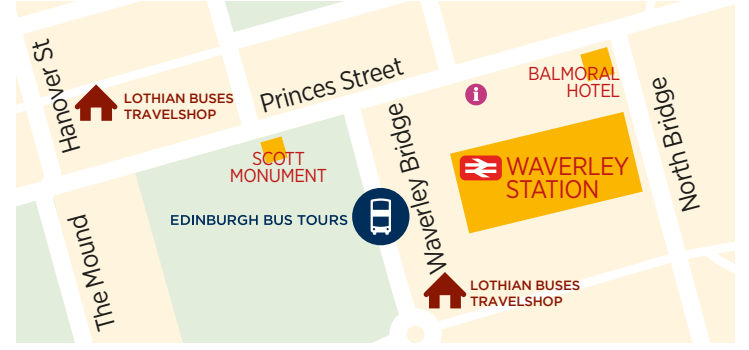 Hanover St
LOTHIAN BUSES
TRAVELSHOP
Princes Street
i
BALMORAL
HOTEL
North Bridge
Waverley Bridge
SCOTT
MONUMENT
WAVERLEY
STATION
EDINBURGH BUS TOURS
The Mound
LOTHIAN BUSES
TRAVELSHOP